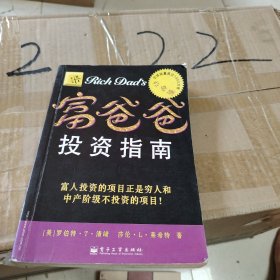 2 22
Rich Dad's
富爸爸
投资指南
富人投资的项目正是穷人和
中产阶级不投资的项目!
[美]罗伯特·T·清崎 莎伦·L·莱希特 著
电子工业出版社